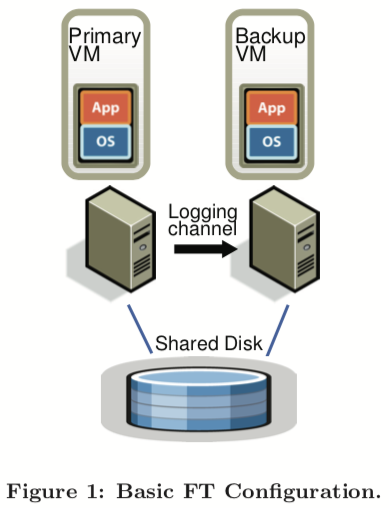 Primary
VM
Backup
VM
App
OS
App
OS
Logging
channel
Shared Disk
Figure 1: Basic FT Configuration.